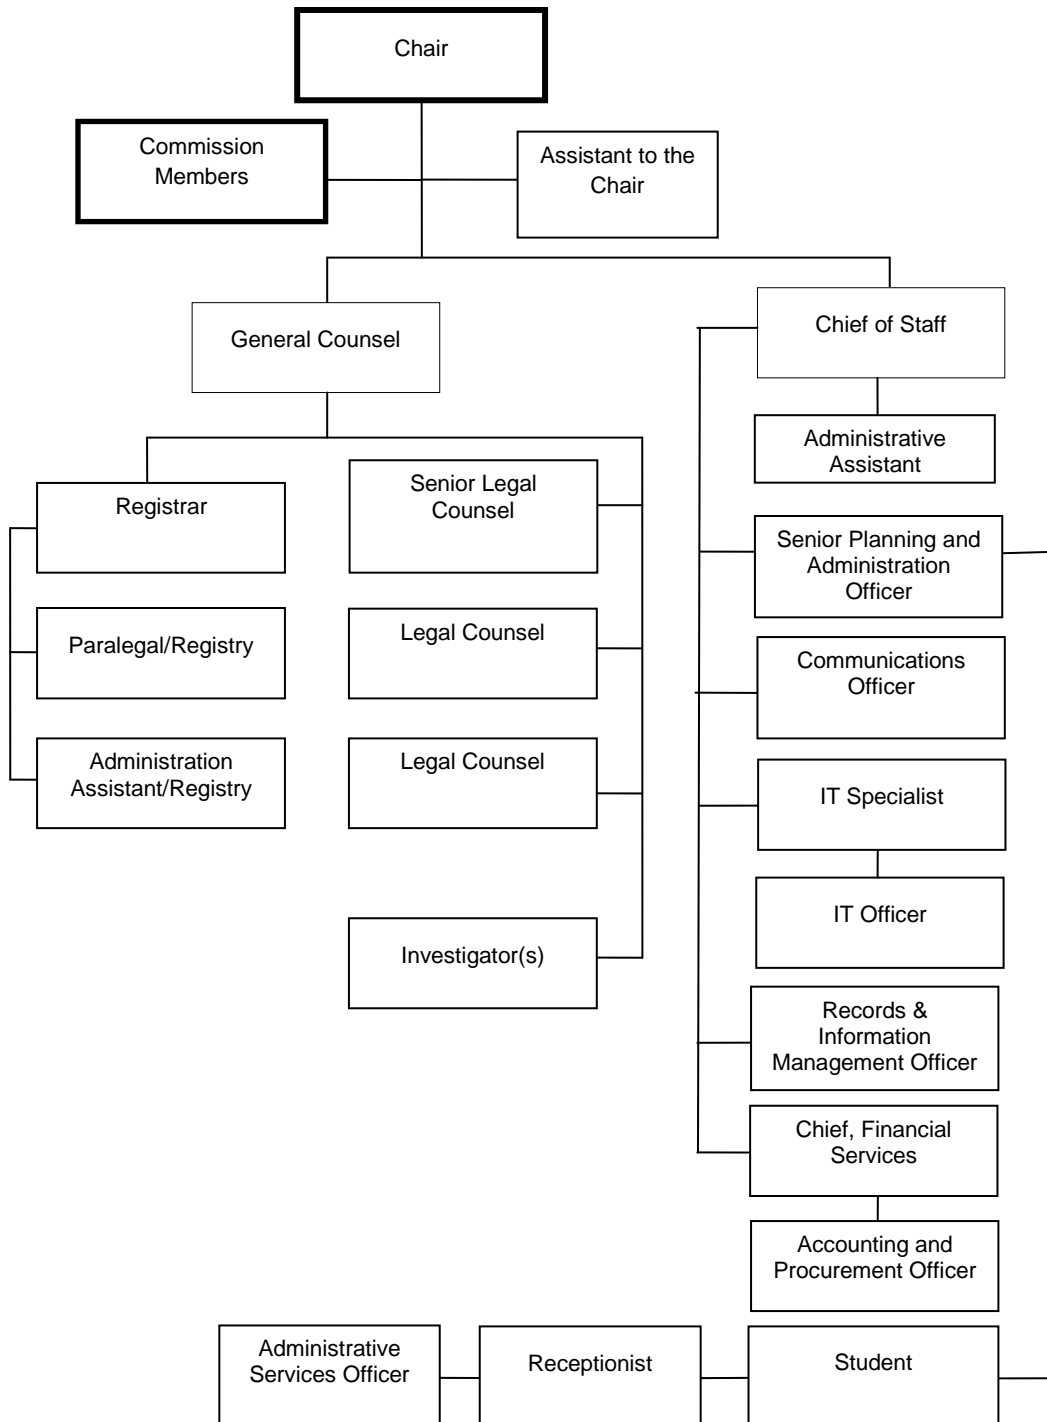 Chair
Commission
Members
Assistant to the
Chair
General Counsel
Chief of Staff
Administrative
Assistant
Registrar
Senior Legal
Counsel
Senior Planning and
Administration
Officer
Paralegal/Registry
Legal Counsel
Communications
Officer
Administration
Assistant/Registry
Legal Counsel
IT Specialist
IT Officer
Investigator(s)
Records &
Information
Management Officer
Chief, Financial
Services
Accounting and
Procurement Officer
Administrative
Services Officer
Receptionist
Student